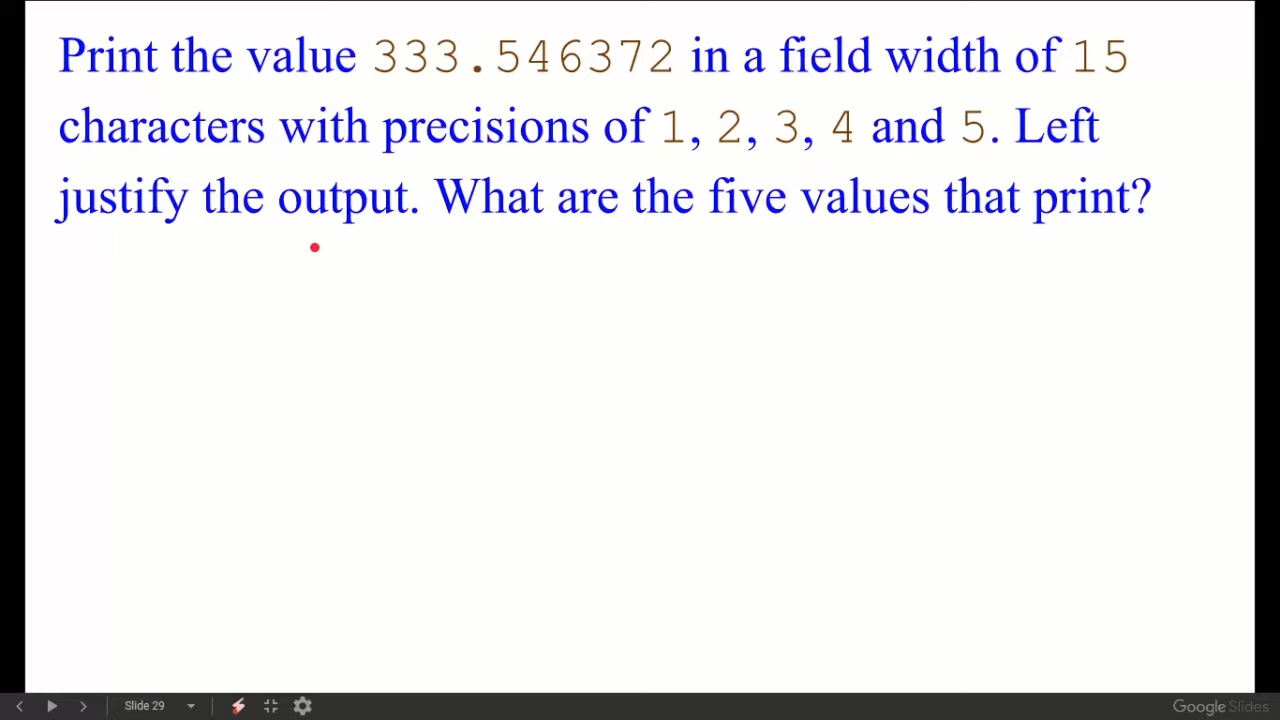 Print the value 333.546372 in a field width of 15
characters with precisions of 1, 2, 3, 4 and 5. Left
justify the output. What are the five values that print?
Slide 29
Google Slides